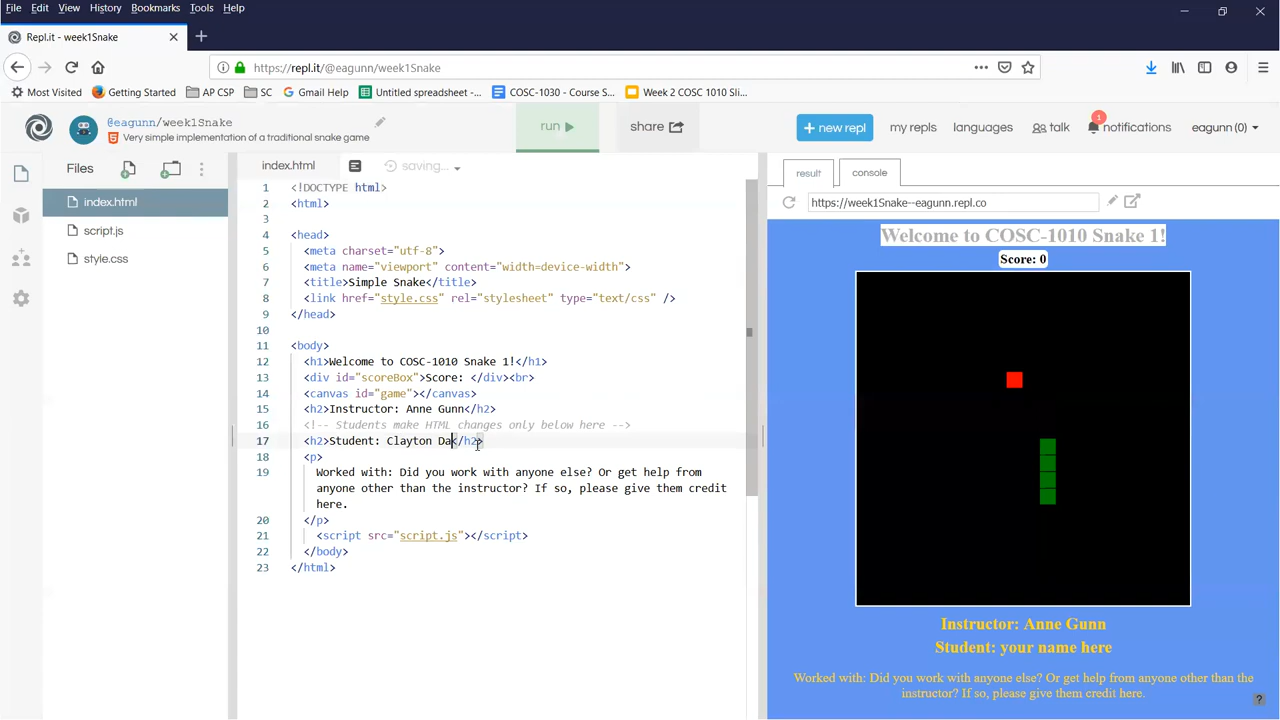 File Edit View History Bookmarks Tools Help
Repl.it - week1Snake
https://repl.it/@eagunn/week1Snake
Most Visited Getting Started AP CSP SC Gmail Help Untitled spreadsheet -... COSC-1030 - Course S... Week 2 COSC 1010 Sli...
@eagunn/week1Snake
Very simple implementation of a traditional snake game
run share + new repl my repls languages talk 1 notifications eagunn (0)
Files
index.html
script.js
style.css
index.html saving...
1 <!DOCTYPE html>
2 <html>
3
4 <head>
5 <meta charset="utf-8">
6 <meta name="viewport" content="width=device-width">
7 <title>Simple Snake</title>
8 <link href="style.css" rel="stylesheet" type="text/css" />
9 </head>
10
11 <body>
12 <h1>Welcome to COSC-1010 Snake 1!</h1>
13 <div id="scoreBox">Score: </div><br>
14 <canvas id="game"></canvas>
15 <h2>Instructor: Anne Gunn</h2>
16 <!-- Students make HTML changes only below here -->
17 <h2>Student: Clayton Da</h2>
18 <p>
19 Worked with: Did you work with anyone else? Or get help from
anyone other than the instructor? If so, please give them credit
here.
20 </p>
21 <script src="script.js"></script>
22 </body>
23 </html>
result console
https://week1Snake--eagunn.repl.co
Welcome to COSC-1010 Snake 1!
Score: 0
Instructor: Anne Gunn
Student: your name here
Worked with: Did you work with anyone else? Or get help from anyone other than the
instructor? If so, please give them credit here.
?